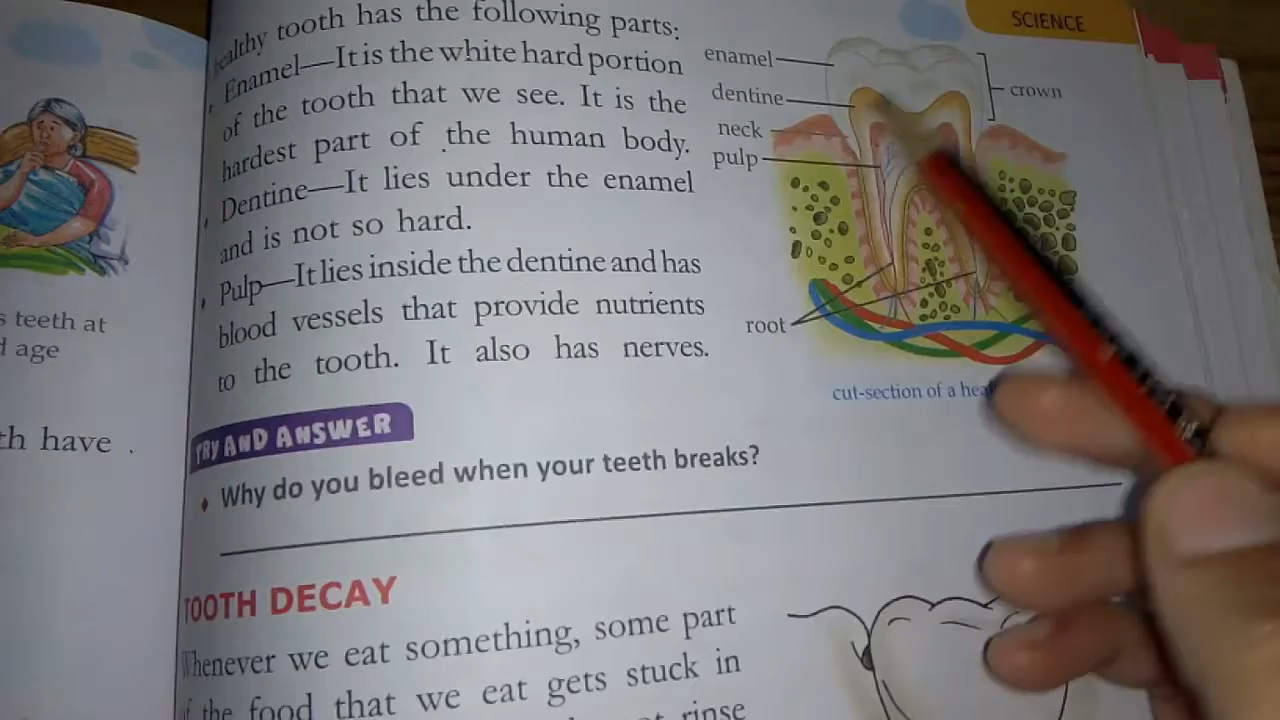 SCIENCE
ealthy tooth has the following parts:
Enamel—It is the white hard portion
of the tooth that we see. It is the
hardest part of the human body.
Dentine—It lies under the enamel
and is not so hard.
Pulp—It lies inside the dentine and has
blood vessels that provide nutrients
to the tooth. It also has nerves.
enamel
dentine
neck
pulp
crown
root
cut-section of a hea
s teeth at
age
th have .
TRY AND ANSWER
Why do you bleed when your teeth breaks?
TOOTH DECAY
Whenever we eat something, some part
of the food that we eat gets stuck in
rinse